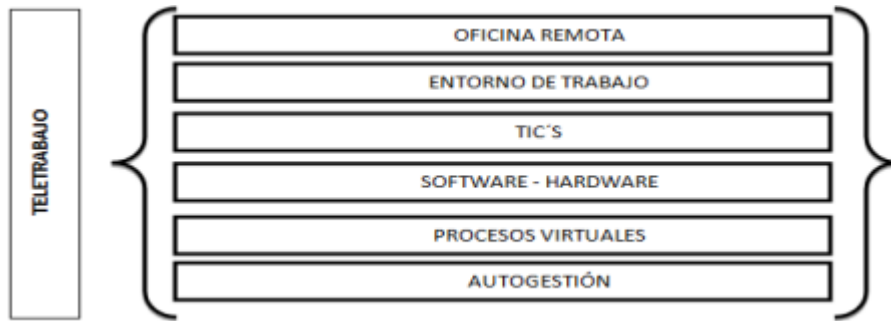 TELETRABAJO
OFICINA REMOTA
ENTORNO DE TRABAJO
TIC´S
SOFTWARE - HARDWARE
PROCESOS VIRTUALES
AUTOGESTIÓN